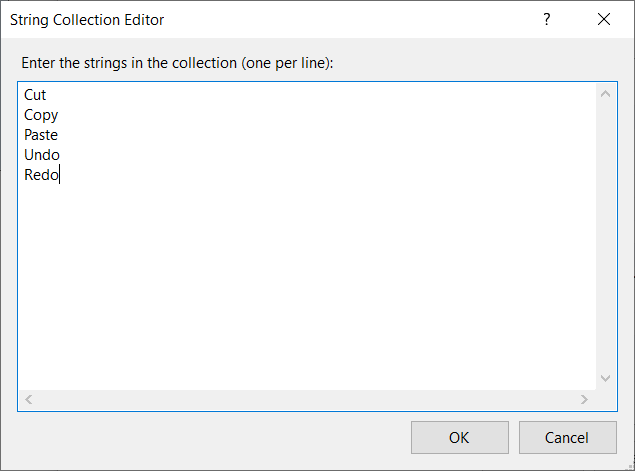 String Collection Editor
?
Enter the strings in the collection (one per line):
Cut
Copy
Paste
Undo
Redo
OK
Cancel